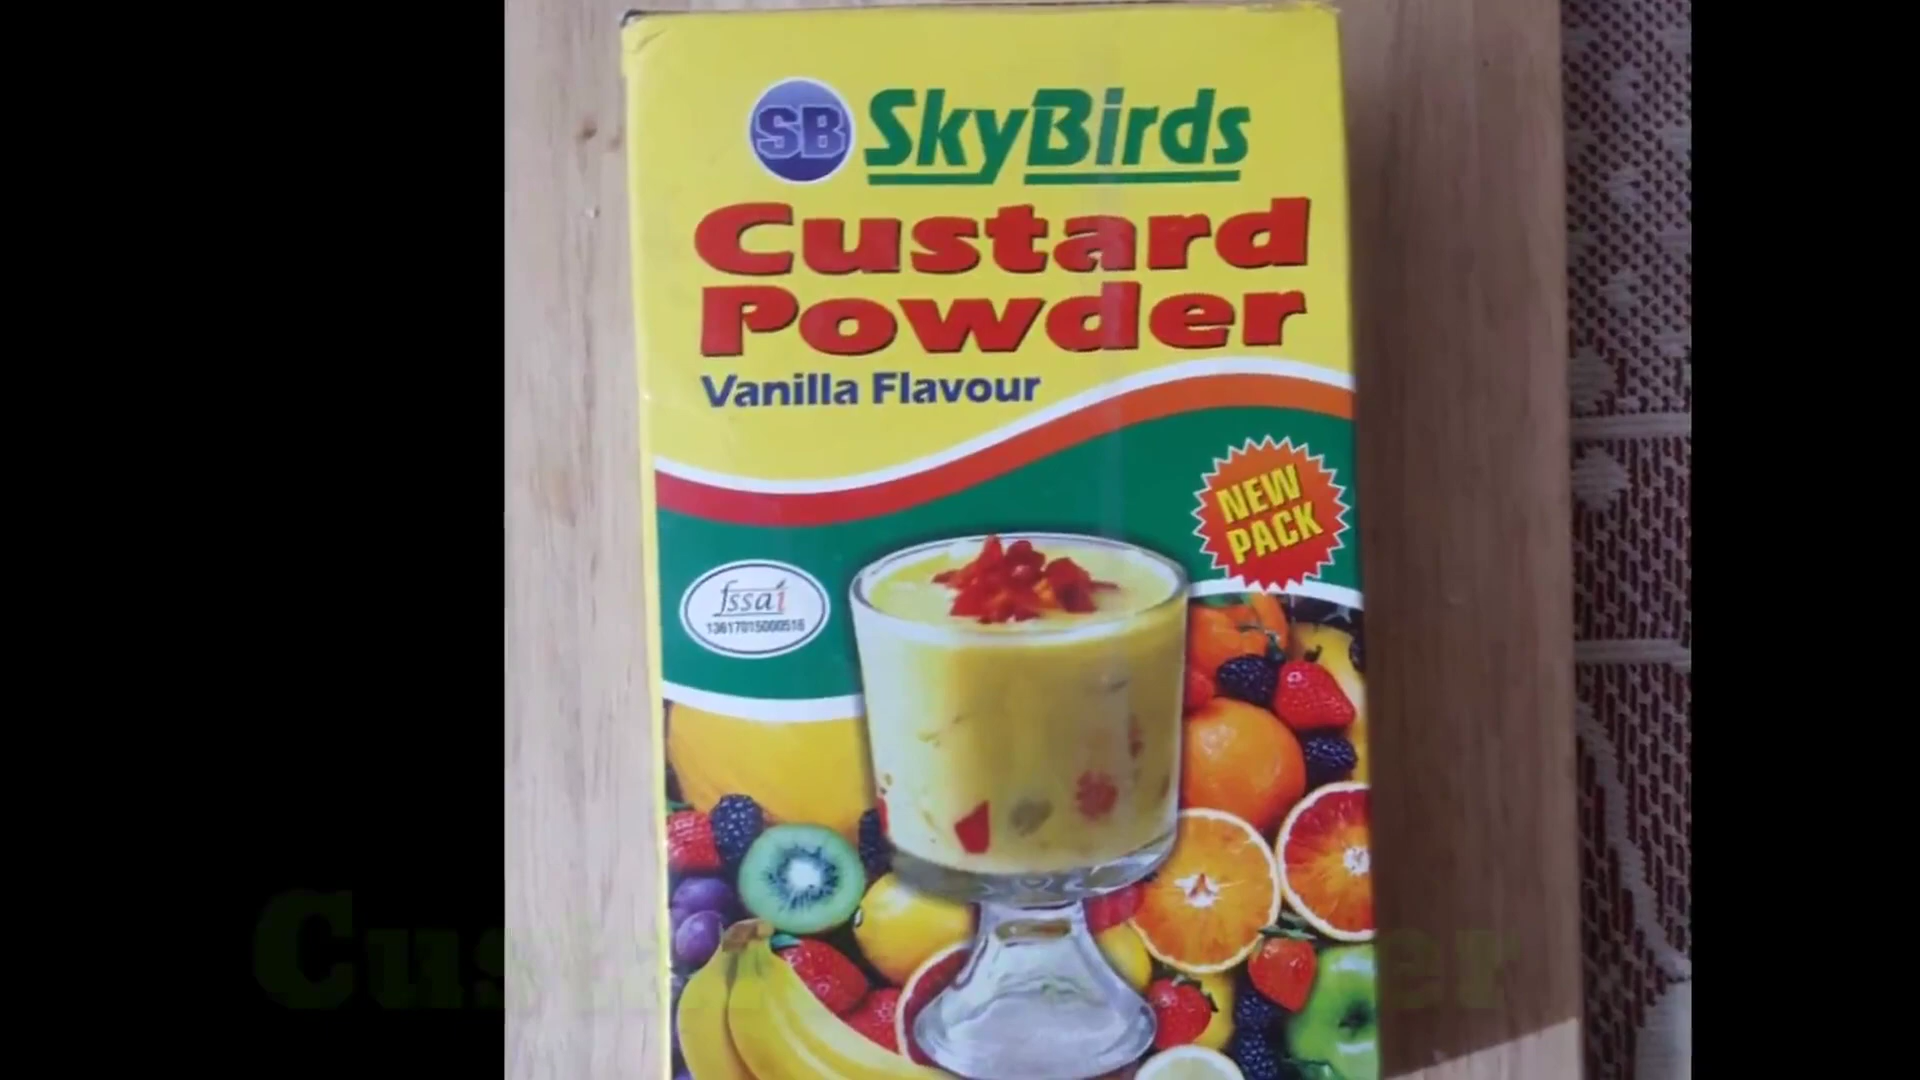 SB SkyBirds
Custard
Powder
Vanilla Flavour
NEW
PACK
fssai
13617015000516